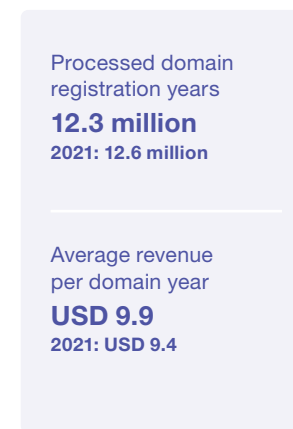 Processed domain
registration years
12.3 million
2021: 12.6 million
Average revenue
per domain year
USD 9.9
2021: USD 9.4